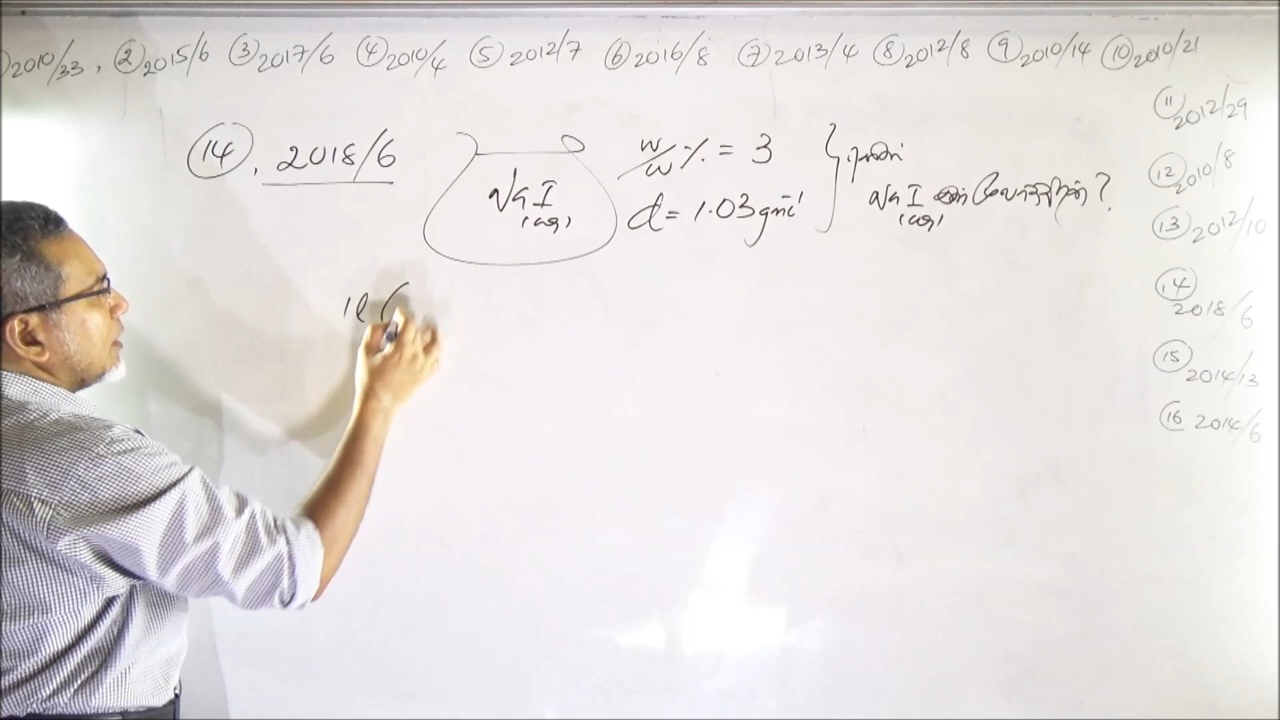 2010/33, ② 2015/6 ③ 2017/6 ④ 2010/4 ⑤ 2012/7 ⑥ 2016/8 ⑦ 2013/4 ⑧ 2012/8 ⑨ 2010/14 ⑩ 2010/21
⑪ 2012/29
⑫ 2010/8
⑬ 2012/10
⑭ 2018/6
⑮ 2014/13
⑯ 2014/6
⑭. 2018/6
NaI (aq)
w/w % = 3
d = 1.03 gml⁻¹
NaI (aq)
1l (